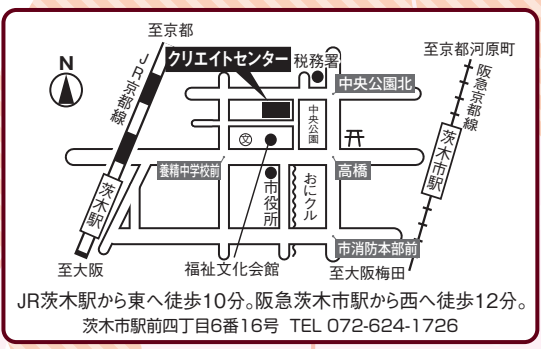 至京都
N
JR京都線
クリエイトセンター
税務署
至京都河原町
中央公園北
阪急京都線
中央公園
文
茨木市駅
養精中学校前
高橋
茨木駅
市役所
おにクル
市消防本部前
至大阪
福祉文化会館
至大阪梅田
JR茨木駅から東へ徒歩10分。阪急茨木市駅から西へ徒歩12分。
茨木市駅前四丁目6番16号 TEL 072-624-1726